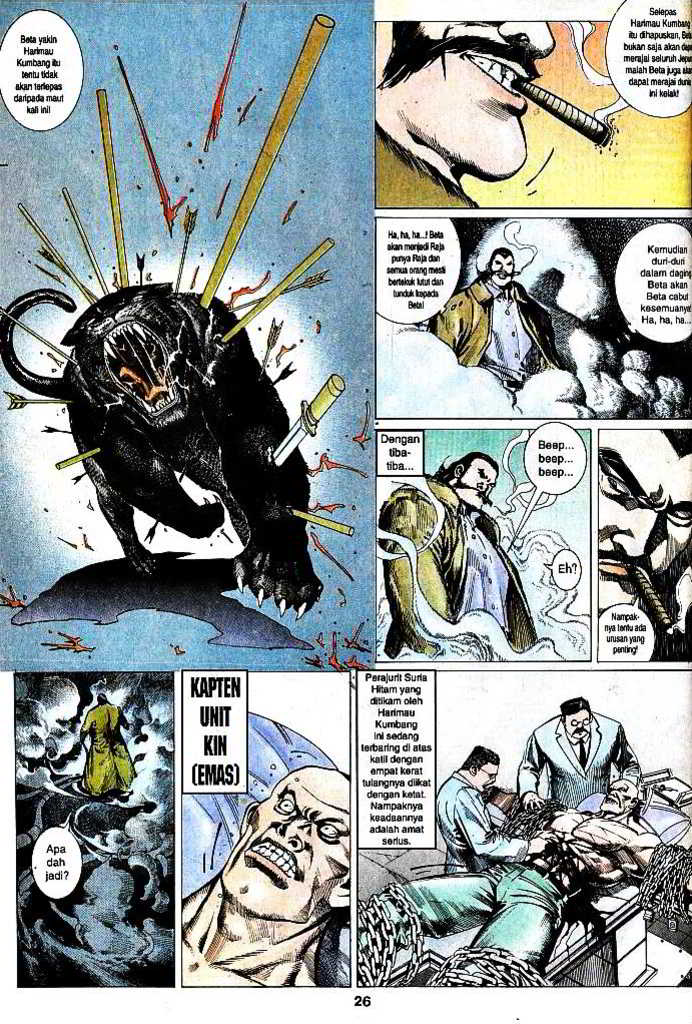 Beta yakin
Harimau
Kumbang itu
tentu tidak
akan terlepas
daripada maut
kali ini!
Selepas
Harimau Kumbang
itu dihapuskan, Beta
bukan saja dapat
merajai seluruh Jepun
malah Beta juga akan
dapat merajai dunia
ini kelak!
Ha, ha, ha...! Beta
akan menjadi Raja
punya Raja dan
semua orang mesti
bertekuk lutut dan
tunduk kepada
Beta!
Kemudian
duri-duri
dalam daging
Beta akan
Beta cabut
kesemuanya!
Ha, ha, ha...
Dengan
tiba-
tiba...
Beep...
beep...
beep...
Eh?
Nampak-
nya tentu ada
urusan yang
penting!
Apa
dah
jadi?
KAPTEN
UNIT
KIN
(EMAS)
Perajurit Suria
Hitam yang
ditikam oleh
Harimau
Kumbang
ini sedang
terbaring di atas
katil dengan
empat kerat
tulangnya diikat
dengan ketat.
Nampaknya
keadaannya
adalah amat
serius.
26